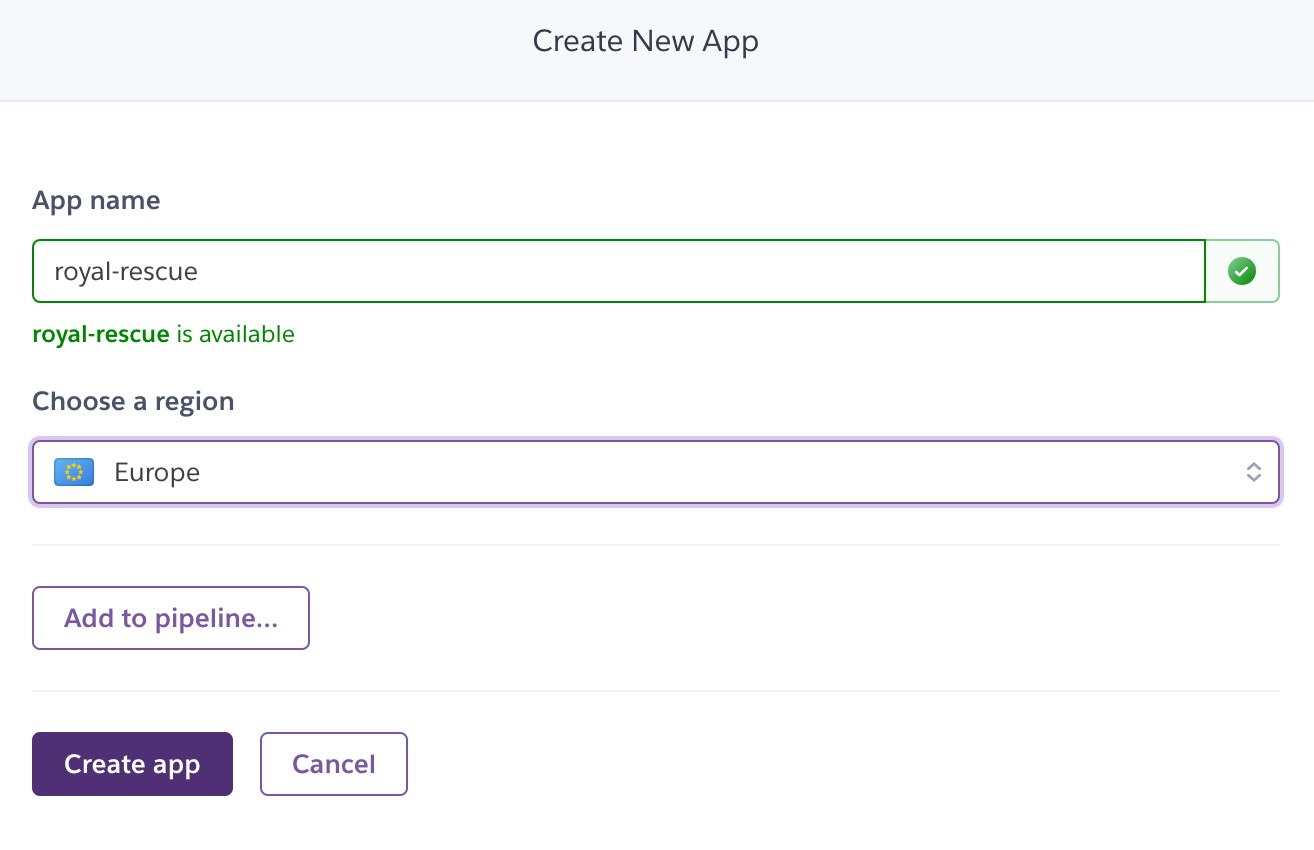 Create New App
App name
royal-rescue
royal-rescue is available
Choose a region
Europe
Add to pipeline...
Create app
Cancel